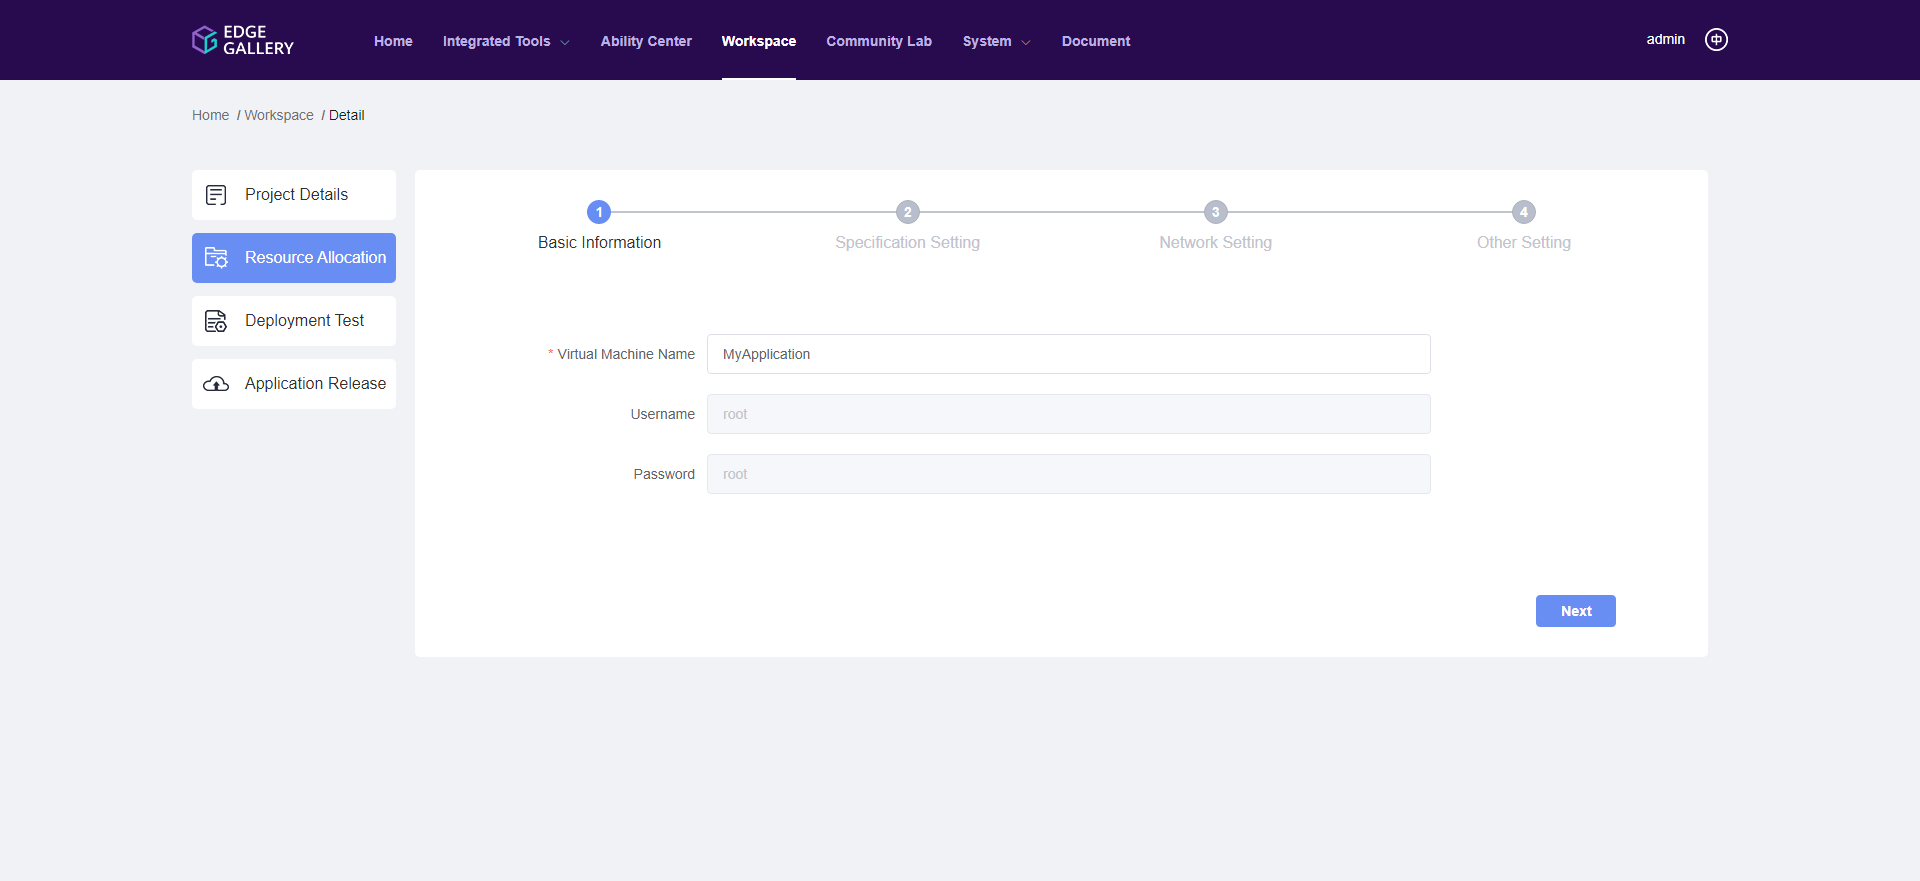 EDGE
GALLERY
Home Integrated Tools Ability Center Workspace Community Lab System Document
admin 中
Home / Workspace / Detail
Project Details
Resource Allocation
Deployment Test
Application Release
1 2 3 4
Basic Information Specification Setting Network Setting Other Setting
* Virtual Machine Name MyApplication
Username root
Password root
Next